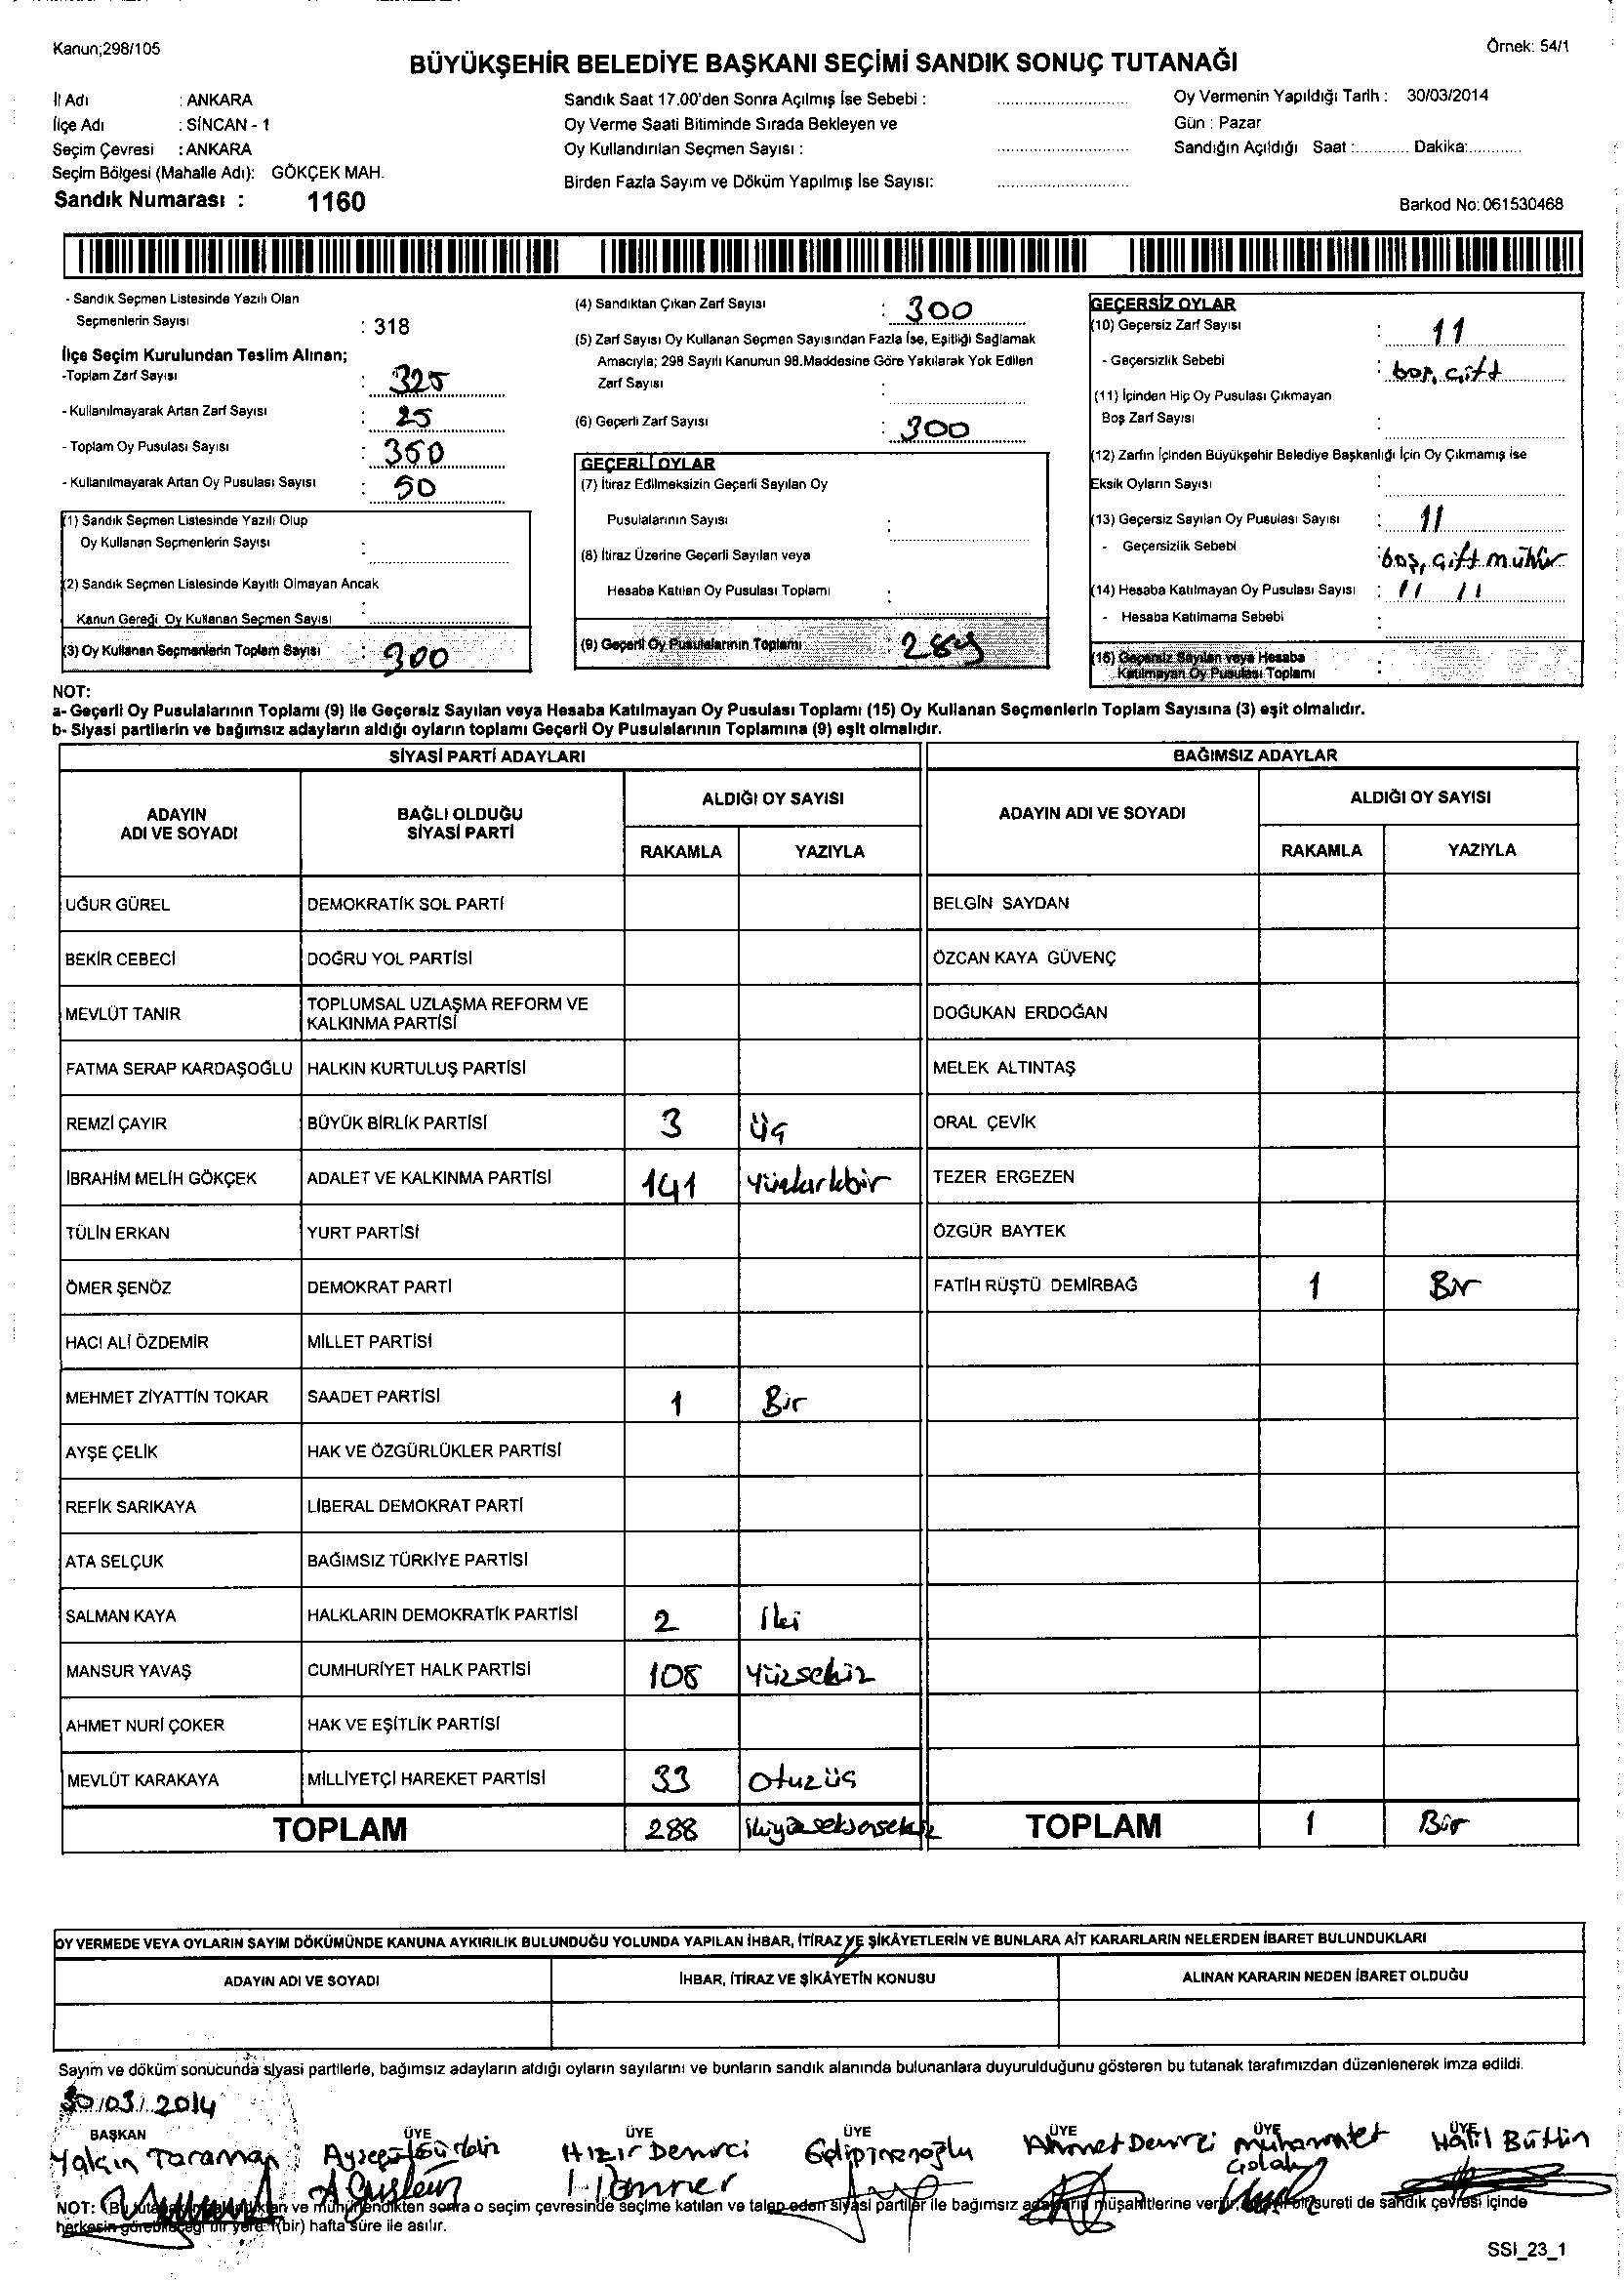 Kanun;298/105
Örnek: 54/1
BÜYÜKŞEHİR BELEDİYE BAŞKANI SEÇİMİ SANDIK SONUÇ TUTANAĞI
İl Adı : ANKARA
İlçe Adı : SİNCAN - 1
Seçim Çevresi : ANKARA
Seçim Bölgesi (Mahalle Adı): GÖKÇEK MAH.
Sandık Numarası : 1160
Sandık Saat 17.00'den Sonra Açılmış İse Sebebi :
Oy Verme Saati Bitiminde Sırada Bekleyen ve
Oy Kullandırılan Seçmen Sayısı :
Birden Fazla Sayım ve Döküm Yapılmış İse Sayısı:
Oy Vermenin Yapıldığı Tarih : 30/03/2014
Gün : Pazar
Sandığın Açıldığı Saat :............ Dakika:............
Barkod No: 061530468
- Sandık Seçmen Listesinde Yazılı Olan
Seçmenlerin Sayısı : 318
İlçe Seçim Kurulundan Teslim Alınan;
-Toplam Zarf Sayısı : 325
- Kullanılmayarak Artan Zarf Sayısı : 25
- Toplam Oy Pusulası Sayısı : 350
- Kullanılmayarak Artan Oy Pusulası Sayısı : 50
(1) Sandık Seçmen Listesinde Yazılı Olup
Oy Kullanan Seçmenlerin Sayısı :
(2) Sandık Seçmen Listesinde Kayıtlı Olmayan Ancak
Kanun Gereği Oy Kullanan Seçmen Sayısı :
(3) Oy Kullanan Seçmenlerin Toplam Sayısı : 300
(4) Sandıktan Çıkan Zarf Sayısı : 300
(5) Zarf Sayısı Oy Kullanan Seçmen Sayısından Fazla İse, Eşitliği Sağlamak
Amacıyla; 298 Sayılı Kanunun 98.Maddesine Göre Yakılarak Yok Edilen
Zarf Sayısı :
(6) Geçerli Zarf Sayısı : 300
GEÇERLİ OYLAR
(7) İtiraz Edilmeksizin Geçerli Sayılan Oy
Pusulalarının Sayısı :
(8) İtiraz Üzerine Geçerli Sayılan veya
Hesaba Katılan Oy Pusulası Toplamı :
(9) Geçerli Oy Pusulalarının Toplamı : 289
GEÇERSİZ OYLAR
(10) Geçersiz Zarf Sayısı : 11
- Geçersizlik Sebebi : boş, çift
(11) İçinden Hiç Oy Pusulası Çıkmayan
Boş Zarf Sayısı :
(12) Zarfın İçinden Büyükşehir Belediye Başkanlığı İçin Oy Çıkmamış ise
Eksik Oyların Sayısı :
(13) Geçersiz Sayılan Oy Pusulası Sayısı : 11
- Geçersizlik Sebebi : boş, çift mühür
(14) Hesaba Katılmayan Oy Pusulası Sayısı : 11 11
- Hesaba Katılmama Sebebi :
(15) Geçersiz Sayılan veya Hesaba
Katılmayan Oy Pusulası Toplamı :
NOT:
a- Geçerli Oy Pusulalarının Toplamı (9) ile Geçersiz Sayılan veya Hesaba Katılmayan Oy Pusulası Toplamı (15) Oy Kullanan Seçmenlerin Toplam Sayısına (3) eşit olmalıdır.
b- Siyasi partilerin ve bağımsız adayların aldığı oyların toplamı Geçerli Oy Pusulalarının Toplamına (9) eşit olmalıdır.
SİYASİ PARTİ ADAYLARI
BAĞIMSIZ ADAYLAR
ADAYIN ADI VE SOYADI
BAĞLI OLDUĞU SİYASİ PARTİ
ALDIĞI OY SAYISI
RAKAMLA YAZIYLA
ADAYIN ADI VE SOYADI
ALDIĞI OY SAYISI
RAKAMLA YAZIYLA
UĞUR GÜREL DEMOKRATİK SOL PARTİ BELGİN SAYDAN
BEKİR CEBECİ DOĞRU YOL PARTİSİ ÖZCAN KAYA GÜVENÇ
MEVLÜT TANIR TOPLUMSAL UZLAŞMA REFORM VE KALKINMA PARTİSİ DOĞUKAN ERDOĞAN
FATMA SERAP KARDAŞOĞLU HALKIN KURTULUŞ PARTİSİ MELEK ALTINTAŞ
REMZİ ÇAYIR BÜYÜK BİRLİK PARTİSİ 3 üç ORAL ÇEVİK
İBRAHİM MELİH GÖKÇEK ADALET VE KALKINMA PARTİSİ 141 yüzkırkbir TEZER ERGEZEN
TÜLİN ERKAN YURT PARTİSİ ÖZGÜR BAYTEK
ÖMER ŞENÖZ DEMOKRAT PARTİ FATİH RÜŞTÜ DEMİRBAĞ 1 Bir
HACI ALİ ÖZDEMİR MİLLET PARTİSİ
MEHMET ZİYATTİN TOKAR SAADET PARTİSİ 1 Bir
AYŞE ÇELİK HAK VE ÖZGÜRLÜKLER PARTİSİ
REFİK SARIKAYA LİBERAL DEMOKRAT PARTİ
ATA SELÇUK BAĞIMSIZ TÜRKİYE PARTİSİ
SALMAN KAYA HALKLARIN DEMOKRATİK PARTİSİ 2 iki
MANSUR YAVAŞ CUMHURİYET HALK PARTİSİ 108 yüzsekiz
AHMET NURİ ÇOKER HAK VE EŞİTLİK PARTİSİ
MEVLÜT KARAKAYA MİLLİYETÇİ HAREKET PARTİSİ 33 Otuzüç
TOPLAM 288 ikiyüzseksensekiz TOPLAM 1 Bir
OY VERMEDE VEYA OYLARIN SAYIM DÖKÜMÜNDE KANUNA AYKIRILIK BULUNDUĞU YOLUNDA YAPILAN İHBAR, İTİRAZ VE ŞİKÂYETLERİN VE BUNLARA AİT KARARLARIN NELERDEN İBARET BULUNDUKLARI
ADAYIN ADI VE SOYADI İHBAR, İTİRAZ VE ŞİKÂYETİN KONUSU ALINAN KARARIN NEDEN İBARET OLDUĞU
Sayım ve döküm sonucunda siyasi partilerle, bağımsız adayların aldığı oyların sayılarını ve bunların sandık alanında bulunanlara duyurulduğunu gösteren bu tutanak tarafımızdan düzenlenerek imza edildi.
30/03/2014
BAŞKAN ÜYE ÜYE ÜYE ÜYE ÜYE ÜYE
Yalçın Taraman Hızır Demirci Ahmet Demirci Muhammet Halil Bütün
NOT: (Bu tutanak ve mühürlendikten sonra o seçim çevresinde seçime katılan ve talep eden siyasi partiler ile bağımsız adayların müşahitlerine verilir, bir sureti de sandık çevresi içinde
herkesin görebileceği bir yere 1(bir) hafta süre ile asılır.
SSI_23_1